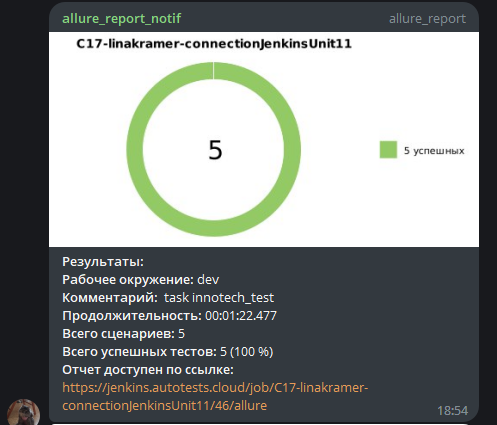 allure_report_notif allure_report
C17-linakramer-connectionJenkinsUnit11
5
5 успешных
Результаты:
Рабочее окружение: dev
Комментарий: task innotech_test
Продолжительность: 00:01:22.477
Всего сценариев: 5
Всего успешных тестов: 5 (100 %)
Отчет доступен по ссылке:
https://jenkins.autotests.cloud/job/C17-linakramer-
connectionJenkinsUnit11/46/allure
18:54